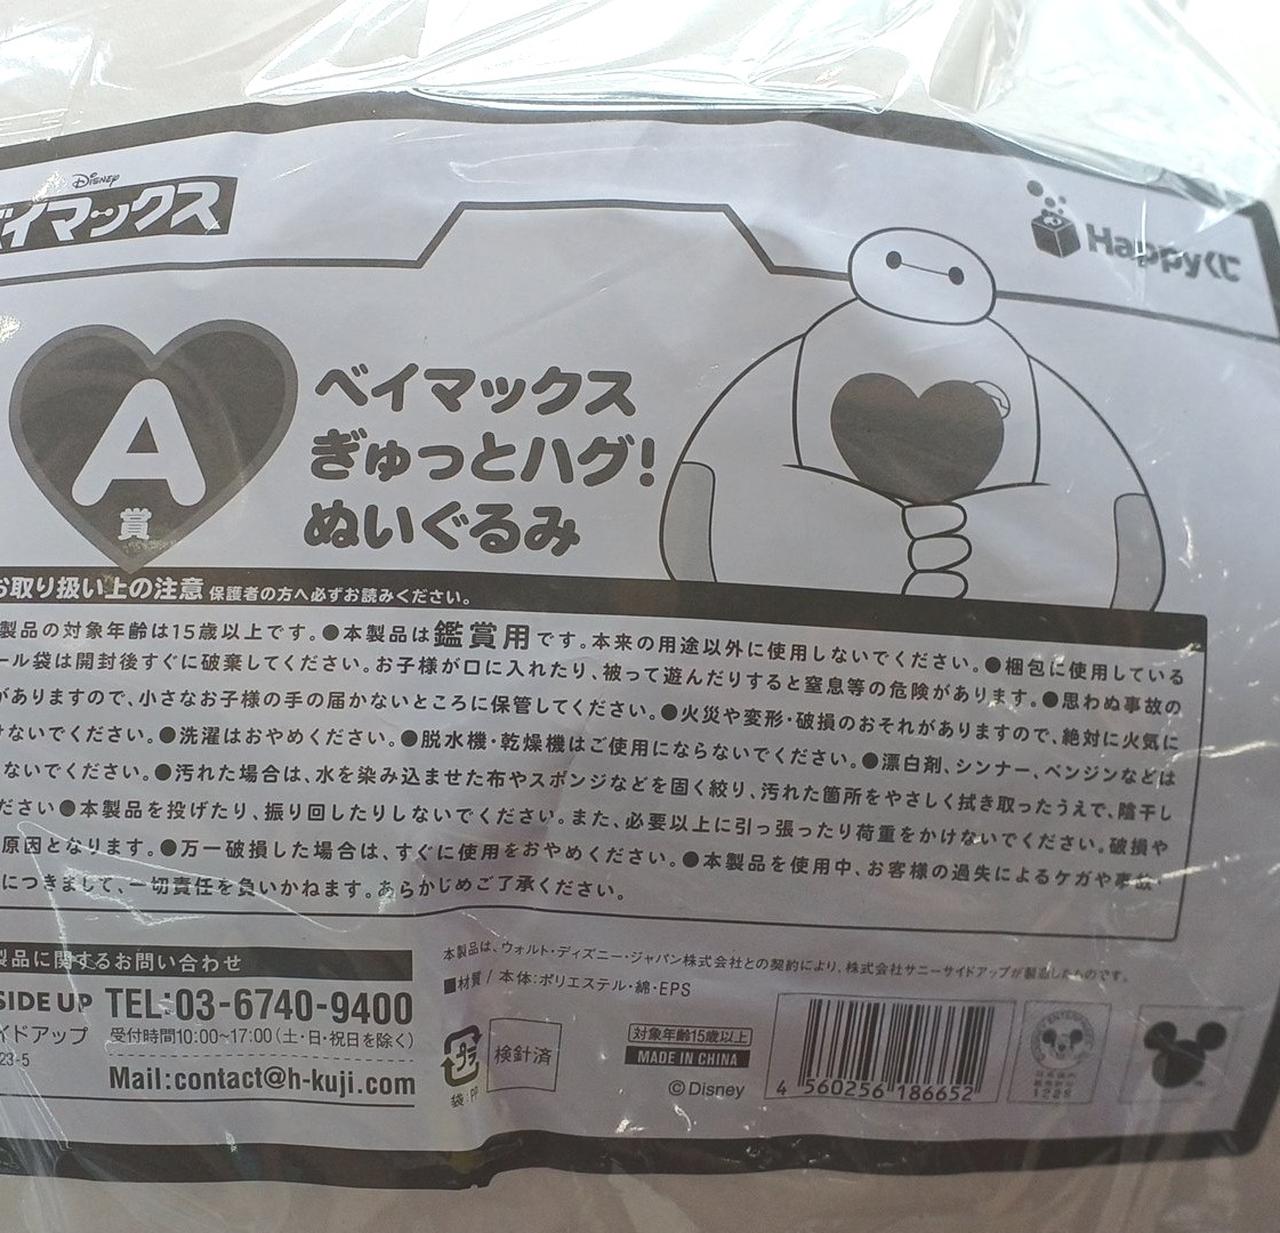 Disney
ベイマックス
Happyくじ
A
賞
ベイマックス
ぎゅっとハグ!
ぬいぐるみ
お取り扱い上の注意 保護者の方へ必ずお読みください。
製品の対象年齢は15歳以上です。●本製品は鑑賞用です。本来の用途以外に使用しないでください。●梱包に使用している
ール袋は開封後すぐに破棄してください。お子様が口に入れたり、被って遊んだりすると窒息等の危険があります。●思わぬ事故の
がありますので、小さなお子様の手の届かないところに保管してください。●火災や変形・破損のおそれがありますので、絶対に火気に
ないでください。●洗濯はおやめください。●脱水機・乾燥機はご使用にならないでください。●漂白剤、シンナー、ベンジンなどは
ないでください。●汚れた場合は、水を染み込ませた布やスポンジなどを固く絞り、汚れた箇所をやさしく拭き取ったうえで、陰干し
ださい●本製品を投げたり、振り回したりしないでください。また、必要以上に引っ張ったり荷重をかけないでください。破損や
原因となります。●万一破損した場合は、すぐに使用をおやめください。●本製品を使用中、お客様の過失によるケガや事故・
につきまして、一切責任を負いかねます。あらかじめご了承ください。
製品に関するお問い合わせ
SIDE UP TEL:03-6740-9400
イドアップ 受付時間10:00~17:00(土・日・祝日を除く)
23-5
Mail:contact@h-kuji.com
本製品は、ウォルト・ディズニー・ジャパン株式会社との契約により、株式会社サニーサイドアップが製造したものです。
■材質 / 本体:ポリエステル・綿・EPS
プラ
袋:PP
検針済
対象年齢15歳以上
MADE IN CHINA
©Disney
4 560256 186652